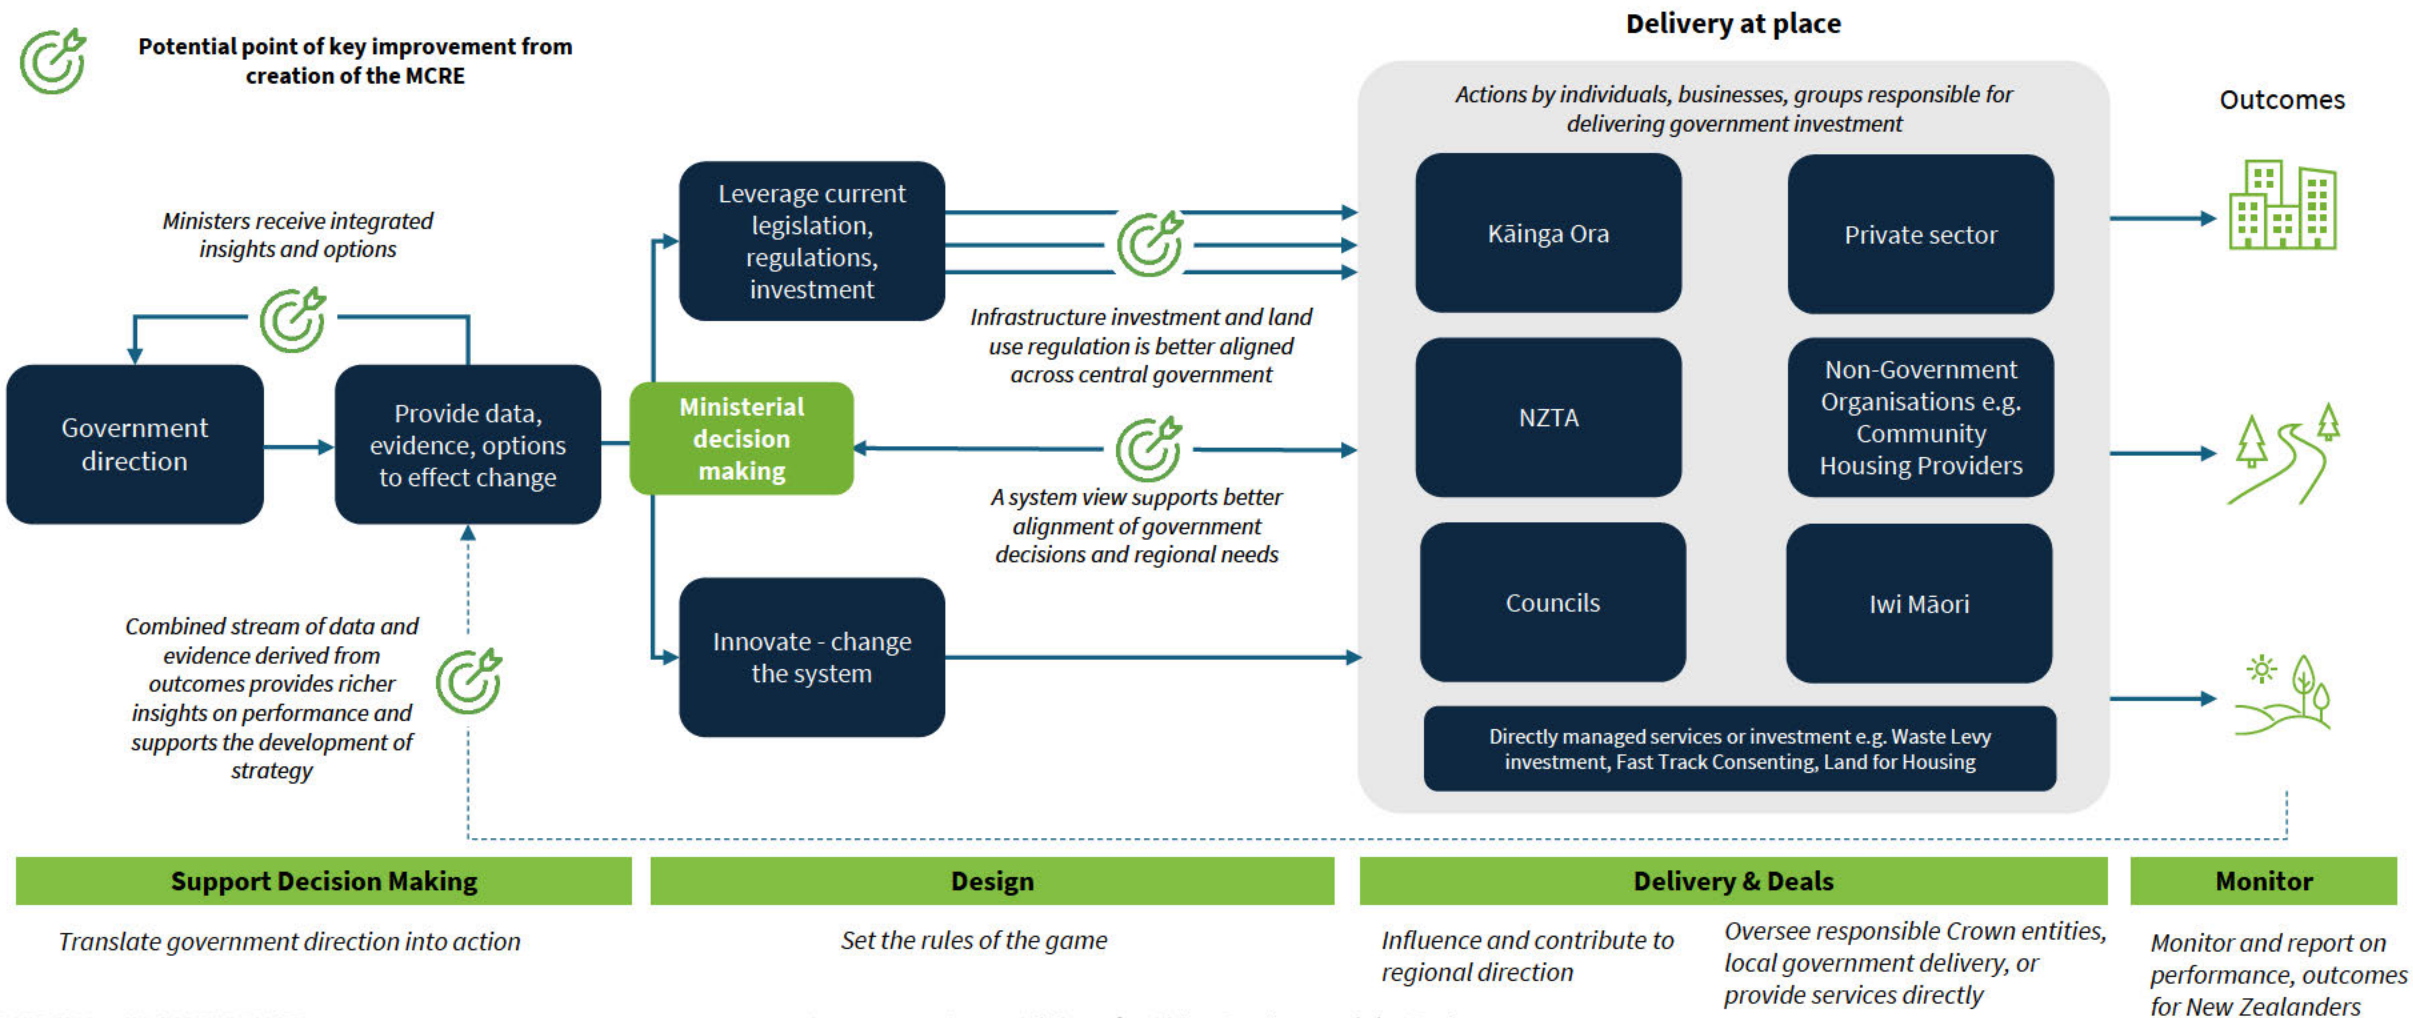 Potential point of key improvement from
creation of the MCRE
Delivery at place
Actions by individuals, businesses, groups responsible for
delivering government investment
Outcomes
Ministers receive integrated
insights and options
Leverage current
legislation,
regulations,
investment
Kāinga Ora
Private sector
Infrastructure investment and land
use regulation is better aligned
across central government
Government
direction
Provide data,
evidence, options
to effect change
Ministerial
decision
making
NZTA
Non-Government
Organisations e.g.
Community
Housing Providers
A system view supports better
alignment of government
decisions and regional needs
Combined stream of data and
evidence derived from
outcomes provides richer
insights on performance and
supports the development of
strategy
Innovate - change
the system
Councils
Iwi Māori
Directly managed services or investment e.g. Waste Levy
investment, Fast Track Consenting, Land for Housing
Support Decision Making
Design
Delivery & Deals
Monitor
Translate government direction into action
Set the rules of the game
Influence and contribute to
regional direction
Oversee responsible Crown entities,
local government delivery, or
provide services directly
Monitor and report on
performance, outcomes
for New Zealanders